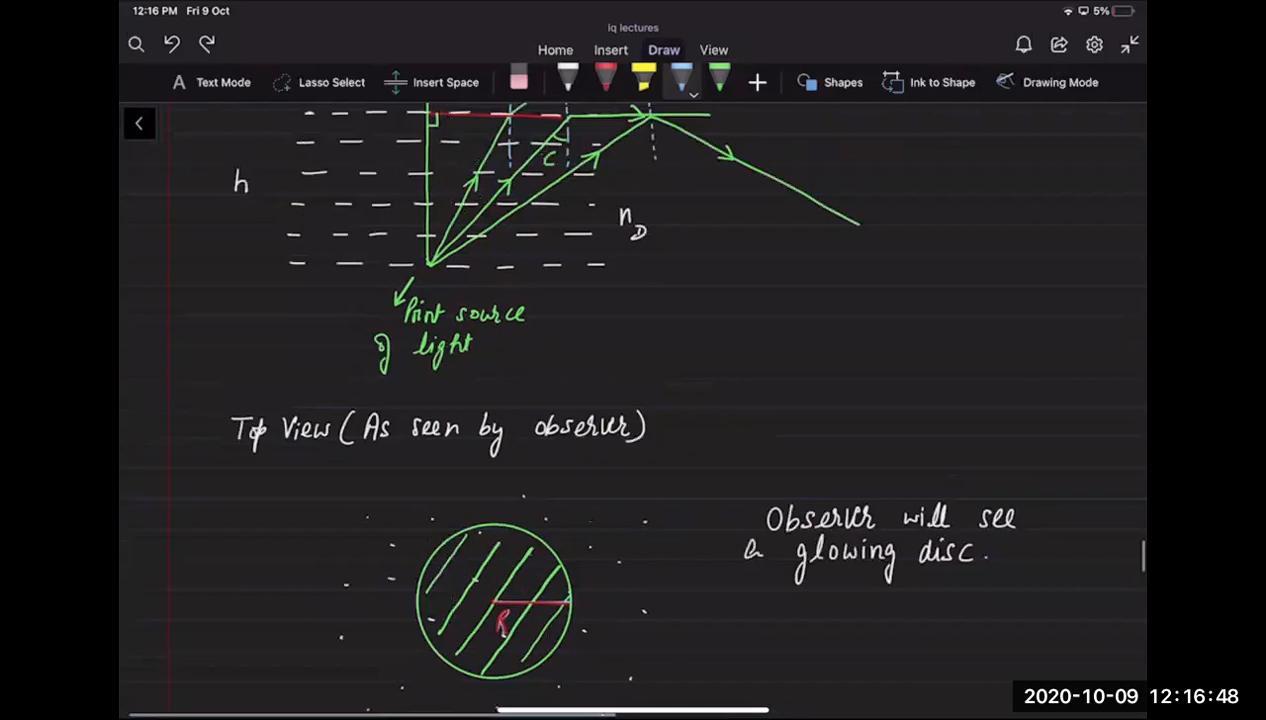 12:16 PM Fri 9 Oct
5%
iq lectures
Home Insert Draw View
Text Mode Lasso Select Insert Space Shapes Ink to Shape Drawing Mode
C
h
n D
Point source
of light
Top View (As seen by observer)
Observer will see
a glowing disc.
R
2020-10-09 12:16:48